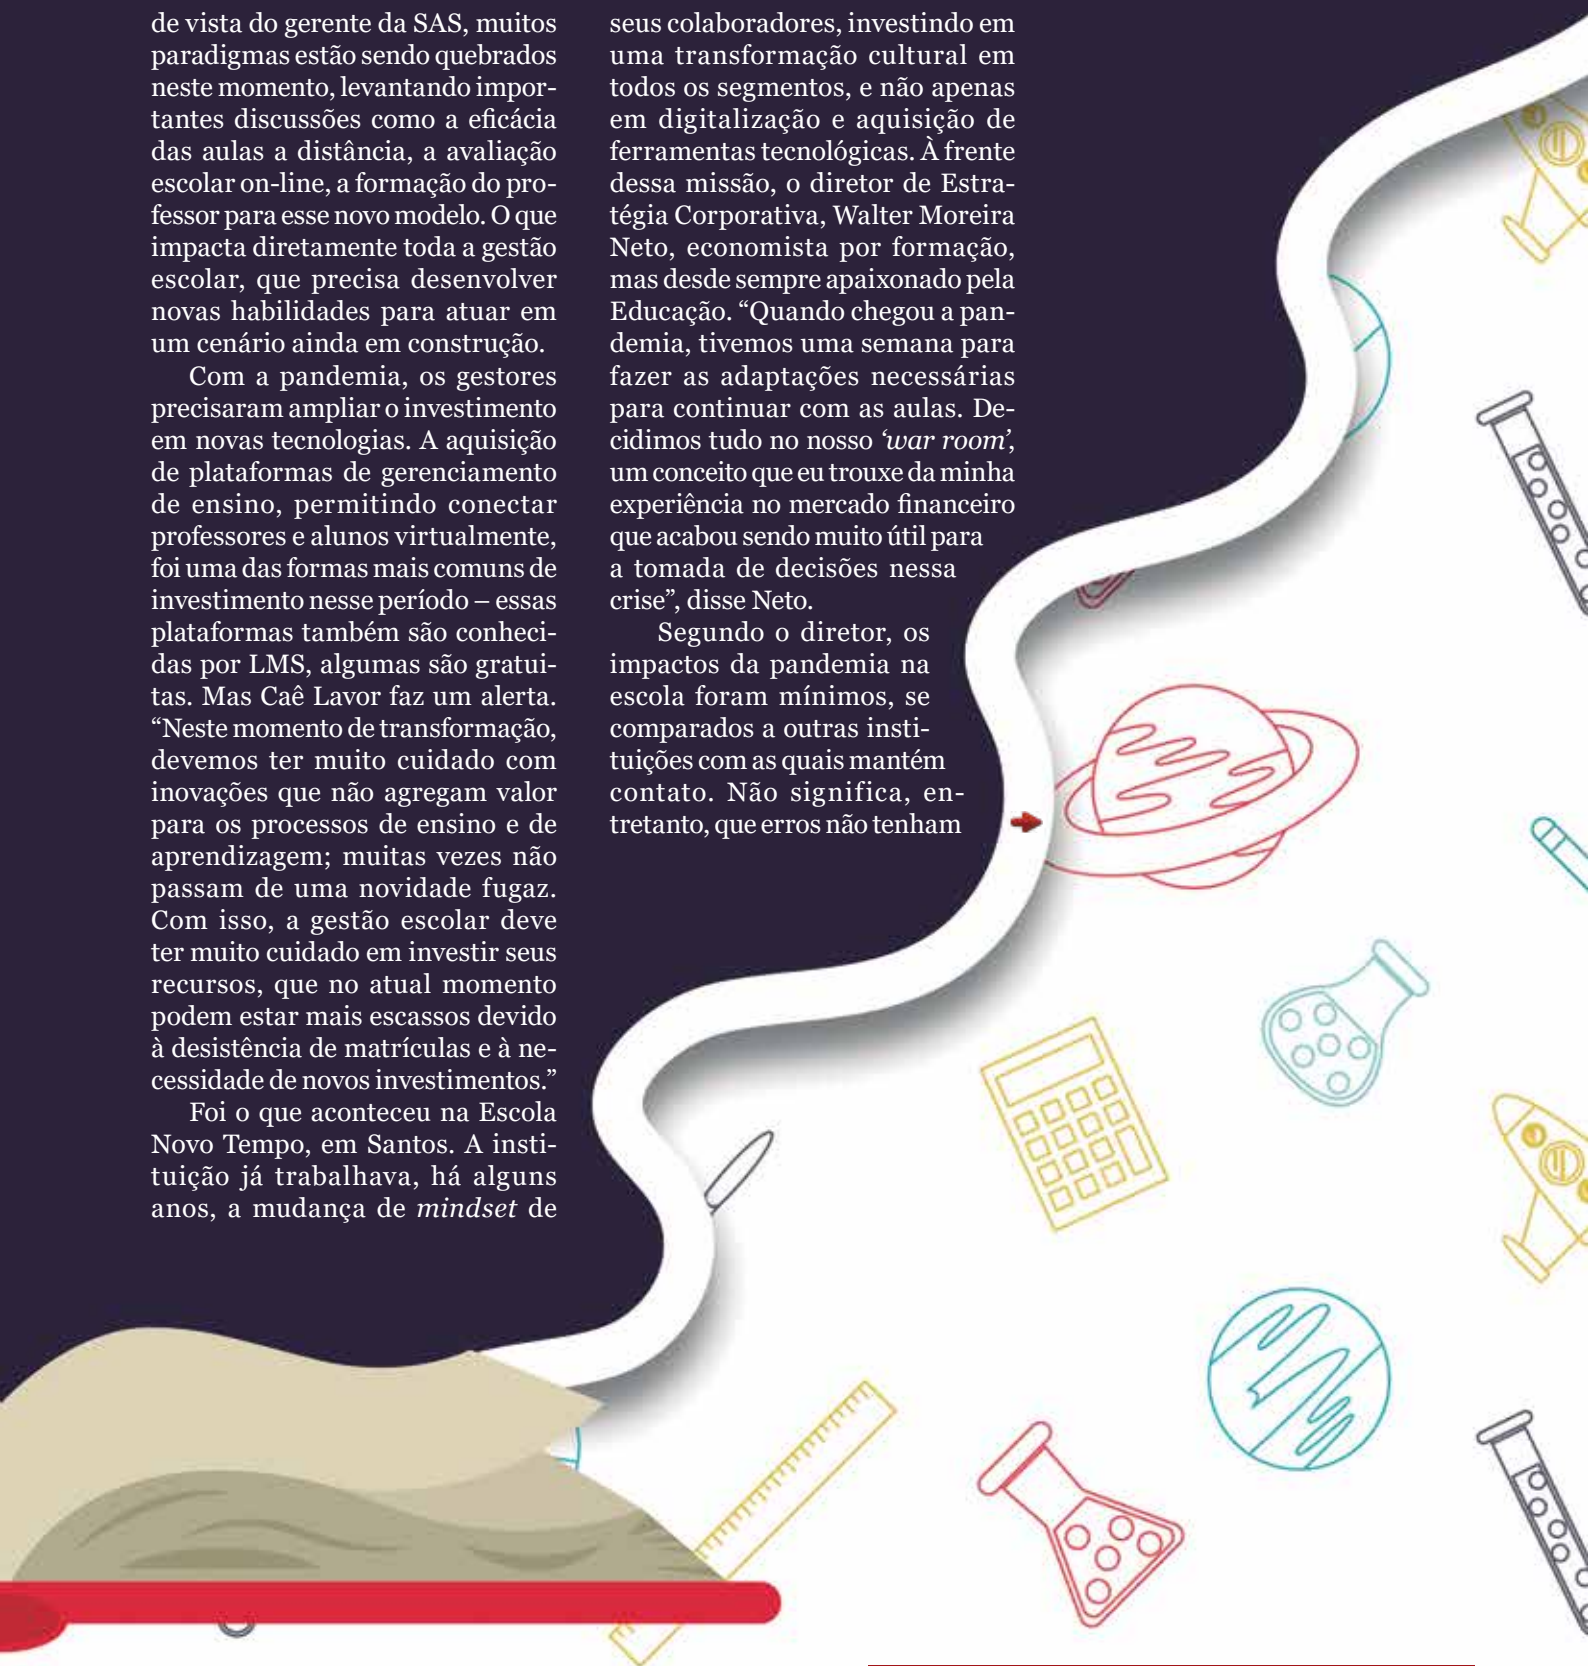 de vista do gerente da SAS, muitos
paradigmas estão sendo quebrados
neste momento, levantando impor-
tantes discussões como a eficácia
das aulas a distância, a avaliação
escolar on-line, a formação do pro-
fessor para esse novo modelo. O que
impacta diretamente toda a gestão
escolar, que precisa desenvolver
novas habilidades para atuar em
um cenário ainda em construção.
Com a pandemia, os gestores
precisaram ampliar o investimento
em novas tecnologias. A aquisição
de plataformas de gerenciamento
de ensino, permitindo conectar
professores e alunos virtualmente,
foi uma das formas mais comuns de
investimento nesse período – essas
plataformas também são conheci-
das por LMS, algumas são gratui-
tas. Mas Caê Lavor faz um alerta.
“Neste momento de transformação,
devemos ter muito cuidado com
inovações que não agregam valor
para os processos de ensino e de
aprendizagem; muitas vezes não
passam de uma novidade fugaz.
Com isso, a gestão escolar deve
ter muito cuidado em investir seus
recursos, que no atual momento
podem estar mais escassos devido
à desistência de matrículas e à ne-
cessidade de novos investimentos.”
Foi o que aconteceu na Escola
Novo Tempo, em Santos. A insti-
tuição já trabalhava, há alguns
anos, a mudança de mindset de
seus colaboradores, investindo em
uma transformação cultural em
todos os segmentos, e não apenas
em digitalização e aquisição de
ferramentas tecnológicas. À frente
dessa missão, o diretor de Estra-
tégia Corporativa, Walter Moreira
Neto, economista por formação,
mas desde sempre apaixonado pela
Educação. “Quando chegou a pan-
demia, tivemos uma semana para
fazer as adaptações necessárias
para continuar com as aulas. De-
cidimos tudo no nosso ‘war room’,
um conceito que eu trouxe da minha
experiência no mercado financeiro
que acabou sendo muito útil para
a tomada de decisões nessa
crise”, disse Neto.
Segundo o diretor, os
impactos da pandemia na
escola foram mínimos, se
comparados a outras insti-
tuições com as quais mantém
contato. Não significa, en-
tretanto, que erros não tenham